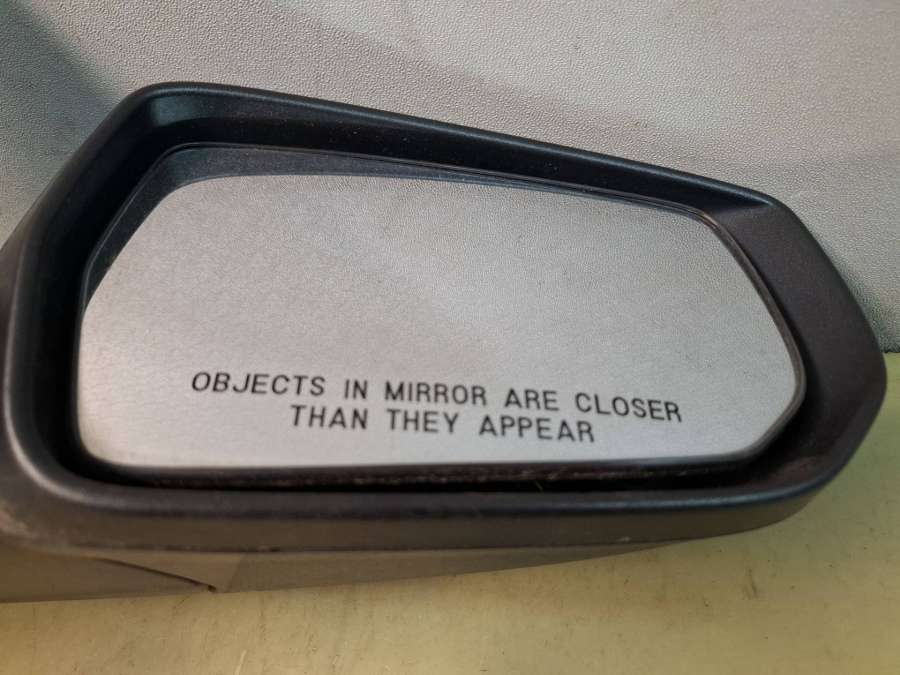 OBJECTS IN MIRROR ARE CLOSER
THAN THEY APPEAR